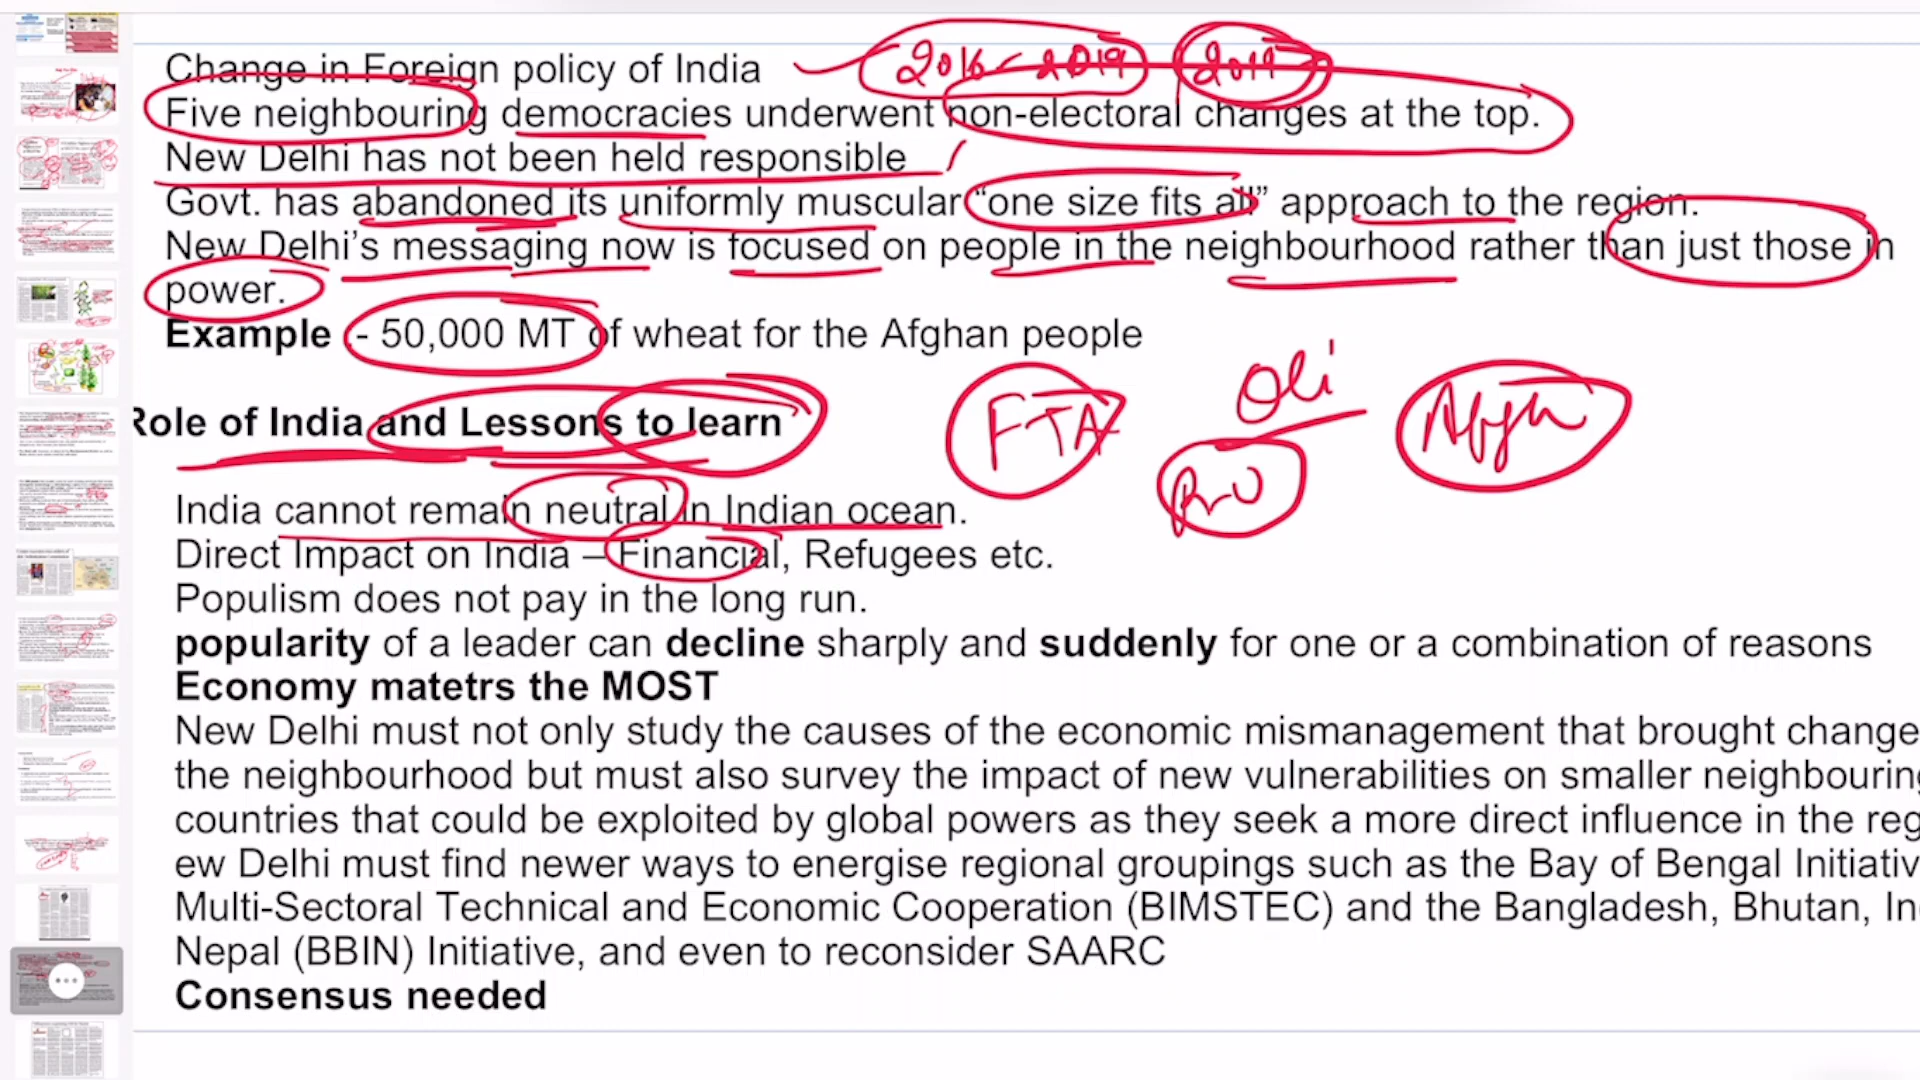 Change in Foreign policy of India 2016 - 2019 2019
Five neighbouring democracies underwent non-electoral changes at the top.
New Delhi has not been held responsible
Govt. has abandoned its uniformly muscular “one size fits all” approach to the region.
New Delhi’s messaging now is focused on people in the neighbourhood rather than just those in
power.
Example - 50,000 MT of wheat for the Afghan people
Oli
FTA
Afgh
Role of India and Lessons to learn
India cannot remain neutral in Indian ocean.
Direct Impact on India – Financial, Refugees etc.
Populism does not pay in the long run.
popularity of a leader can decline sharply and suddenly for one or a combination of reasons
Economy matetrs the MOST
New Delhi must not only study the causes of the economic mismanagement that brought change
the neighbourhood but must also survey the impact of new vulnerabilities on smaller neighbouring
countries that could be exploited by global powers as they seek a more direct influence in the reg
ew Delhi must find newer ways to energise regional groupings such as the Bay of Bengal Initiativ
Multi-Sectoral Technical and Economic Cooperation (BIMSTEC) and the Bangladesh, Bhutan, In
Nepal (BBIN) Initiative, and even to reconsider SAARC
Consensus needed